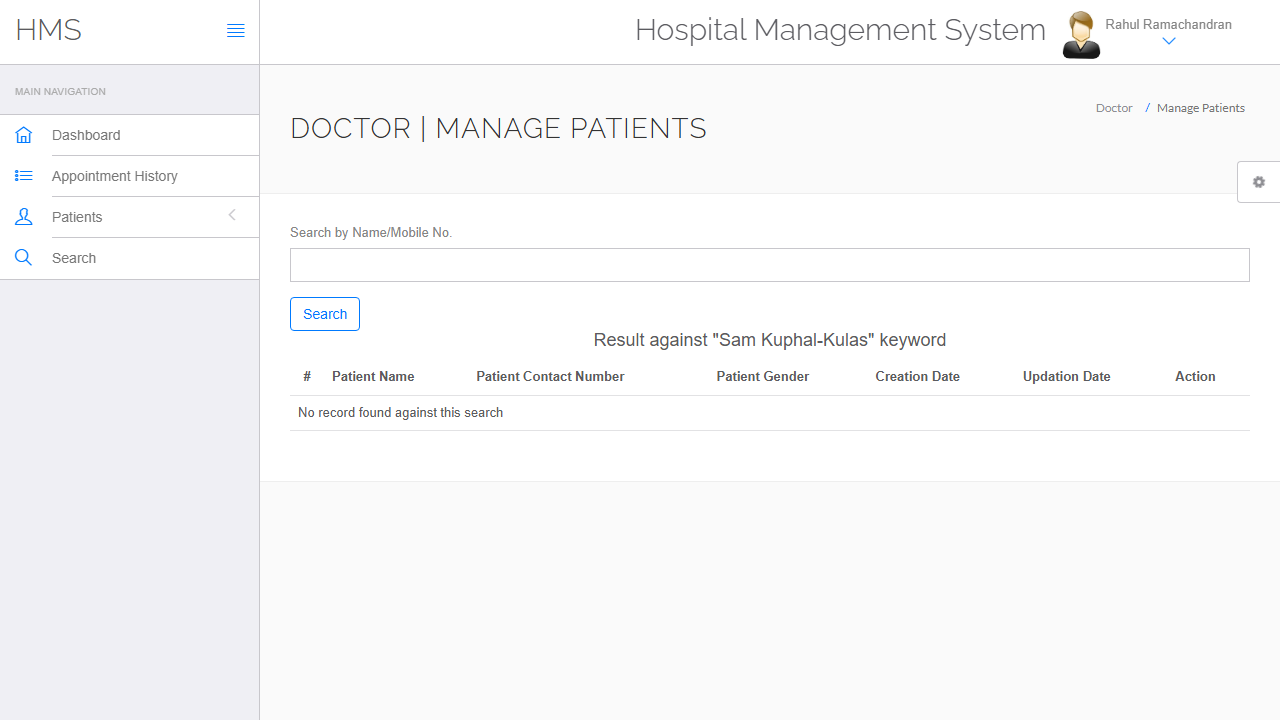 HMS
Hospital Management System
Rahul Ramachandran
MAIN NAVIGATION
Dashboard
Appointment History
Patients
Search
DOCTOR | MANAGE PATIENTS
Doctor / Manage Patients
Search by Name/Mobile No.
Search
Result against "Sam Kuphal-Kulas" keyword
# Patient Name Patient Contact Number Patient Gender Creation Date Updation Date Action
No record found against this search